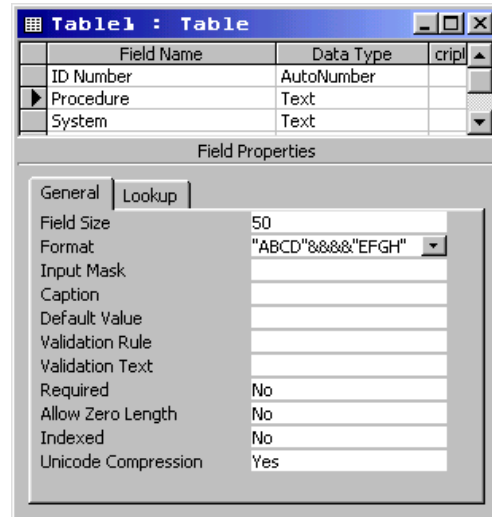 Table1 : Table
Field Name Data Type cript
ID Number AutoNumber
Procedure Text
System Text
Field Properties
General Lookup
Field Size 50
Format "ABCD"&&&&"EFGH"
Input Mask
Caption
Default Value
Validation Rule
Validation Text
Required No
Allow Zero Length No
Indexed No
Unicode Compression Yes